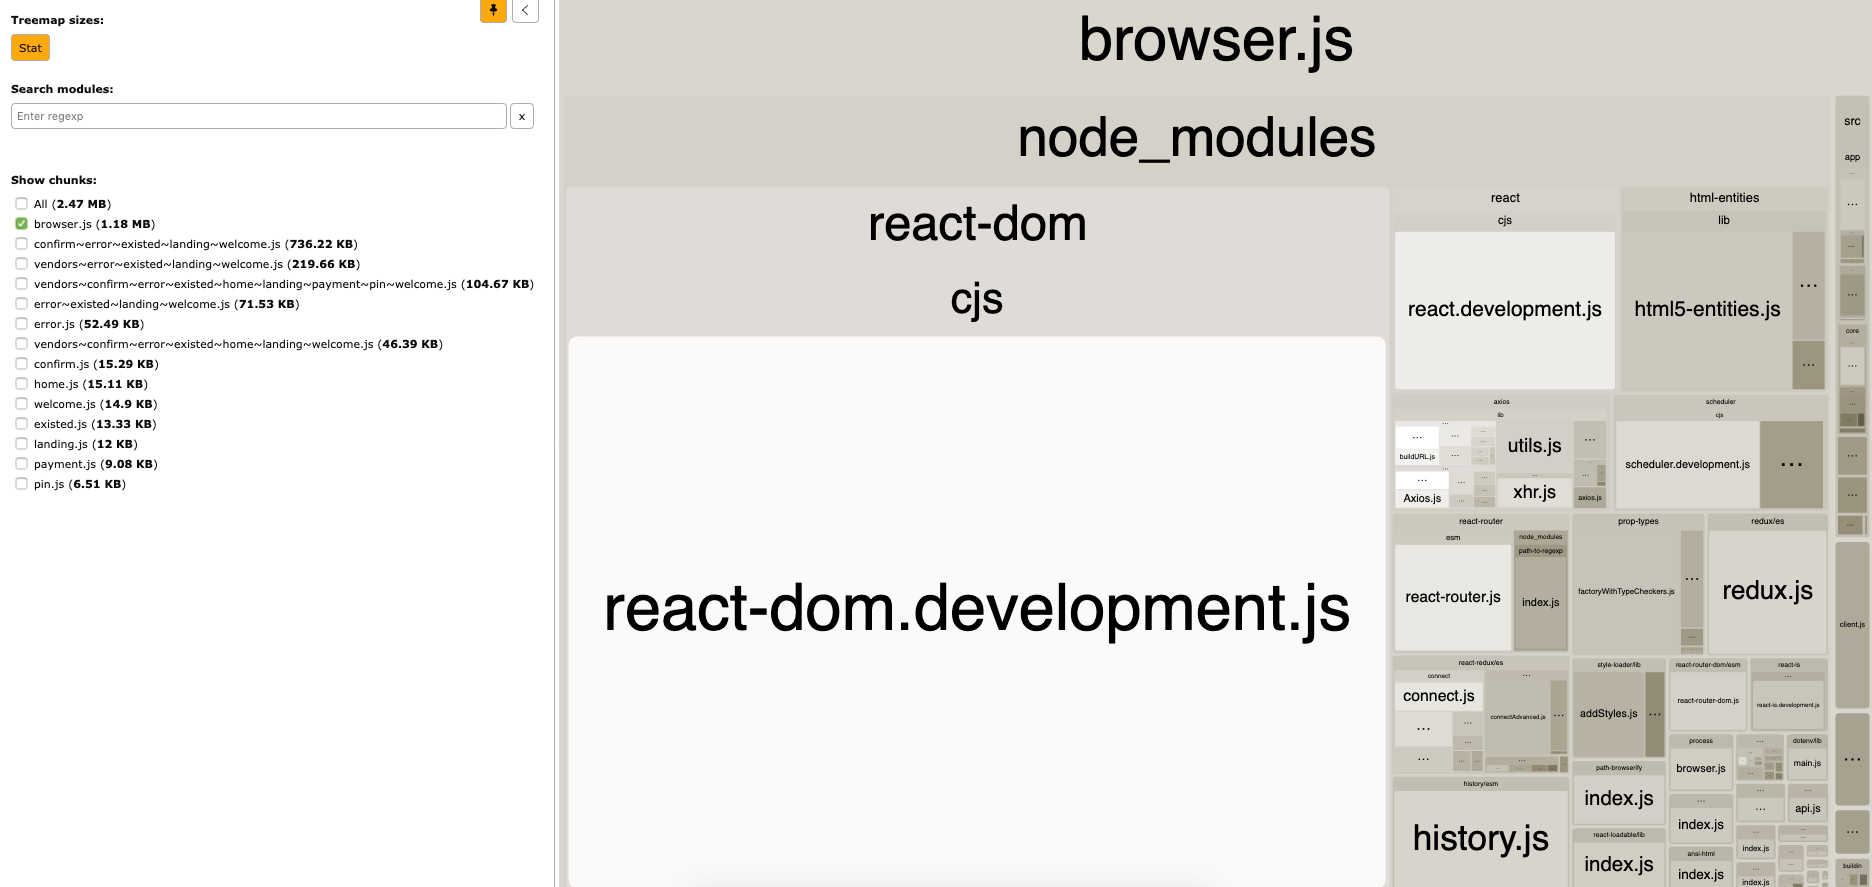 Treemap sizes:
Stat
Search modules:
Enter regexp
x
Show chunks:
All (2.47 MB)
browser.js (1.18 MB)
confirm~error~existed~landing~welcome.js (736.22 KB)
vendors~error~existed~landing~welcome.js (219.66 KB)
vendors~confirm~error~existed~home~landing~payment~pin~welcome.js (104.67 KB)
error~existed~landing~welcome.js (71.53 KB)
error.js (52.49 KB)
vendors~confirm~error~existed~home~landing~welcome.js (46.39 KB)
confirm.js (15.29 KB)
home.js (15.11 KB)
welcome.js (14.9 KB)
existed.js (13.33 KB)
landing.js (12 KB)
payment.js (9.08 KB)
pin.js (6.51 KB)
browser.js
node_modules
react-dom
cjs
react-dom.development.js
react
cjs
react.development.js
html-entities
lib
html5-entities.js
...
...
axios
lib
...
buildURL.js
utils.js
...
Axios.js
xhr.js
axios.js
scheduler
cjs
scheduler.development.js
...
react-router
esm
react-router.js
node_modules
path-to-regexp
index.js
prop-types
factoryWithTypeCheckers.js
...
redux/es
redux.js
react-redux/es
connect
connect.js
...
...
connectAdvanced.js
...
style-loader/lib
addStyles.js
...
react-router-dom/esm
react-router-dom.js
react-is
...
react-is.development.js
history/esm
history.js
path-browserify
index.js
react-loadable/lib
index.js
process
browser.js
...
index.js
ansi-html
index.js
dotenv/lib
main.js
...
api.js
...
index.js
index.js
src
app
...
core
...
client.js
...
...
buildin